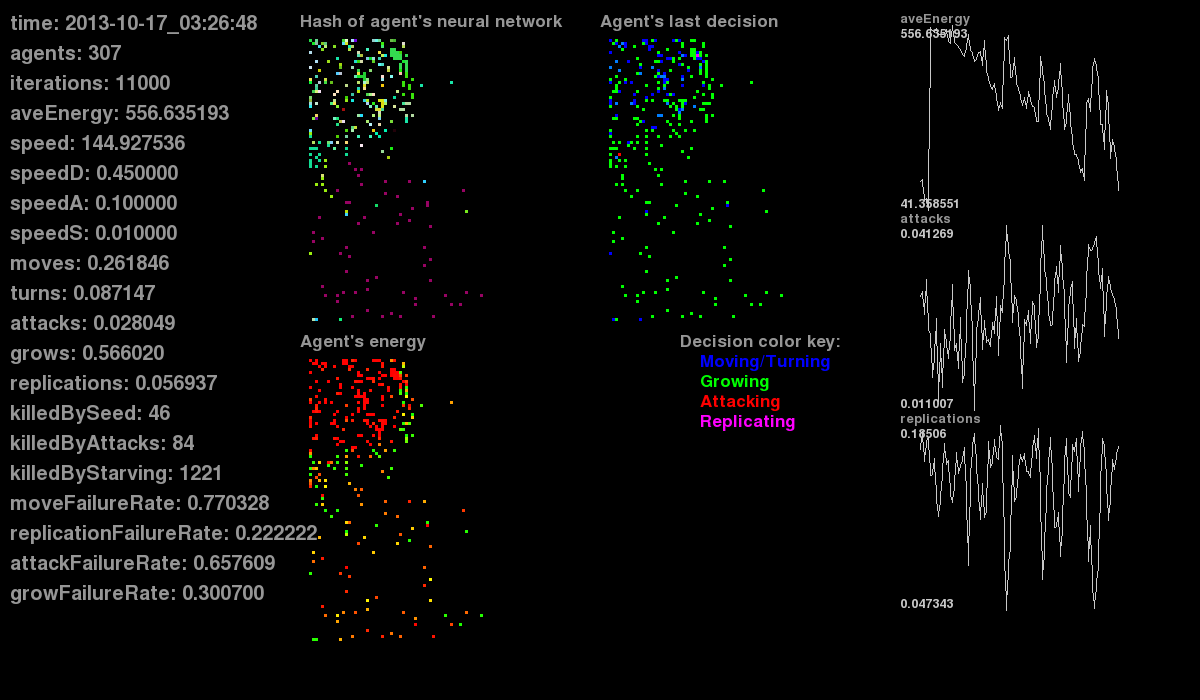 time: 2013-10-17_03:26:48
agents: 307
iterations: 11000
aveEnergy: 556.635193
speed: 144.927536
speedD: 0.450000
speedA: 0.100000
speedS: 0.010000
moves: 0.261846
turns: 0.087147
attacks: 0.028049
grows: 0.566020
replications: 0.056937
killedBySeed: 46
killedByAttacks: 84
killedByStarving: 1221
moveFailureRate: 0.770328
replicationFailureRate: 0.222222
attackFailureRate: 0.657609
growFailureRate: 0.300700
Hash of agent's neural network
Agent's last decision
Agent's energy
Decision color key:
Moving/Turning
Growing
Attacking
Replicating
aveEnergy
556.635193
41.358551
attacks
0.041269
0.011007
replications
0.18506
0.047343